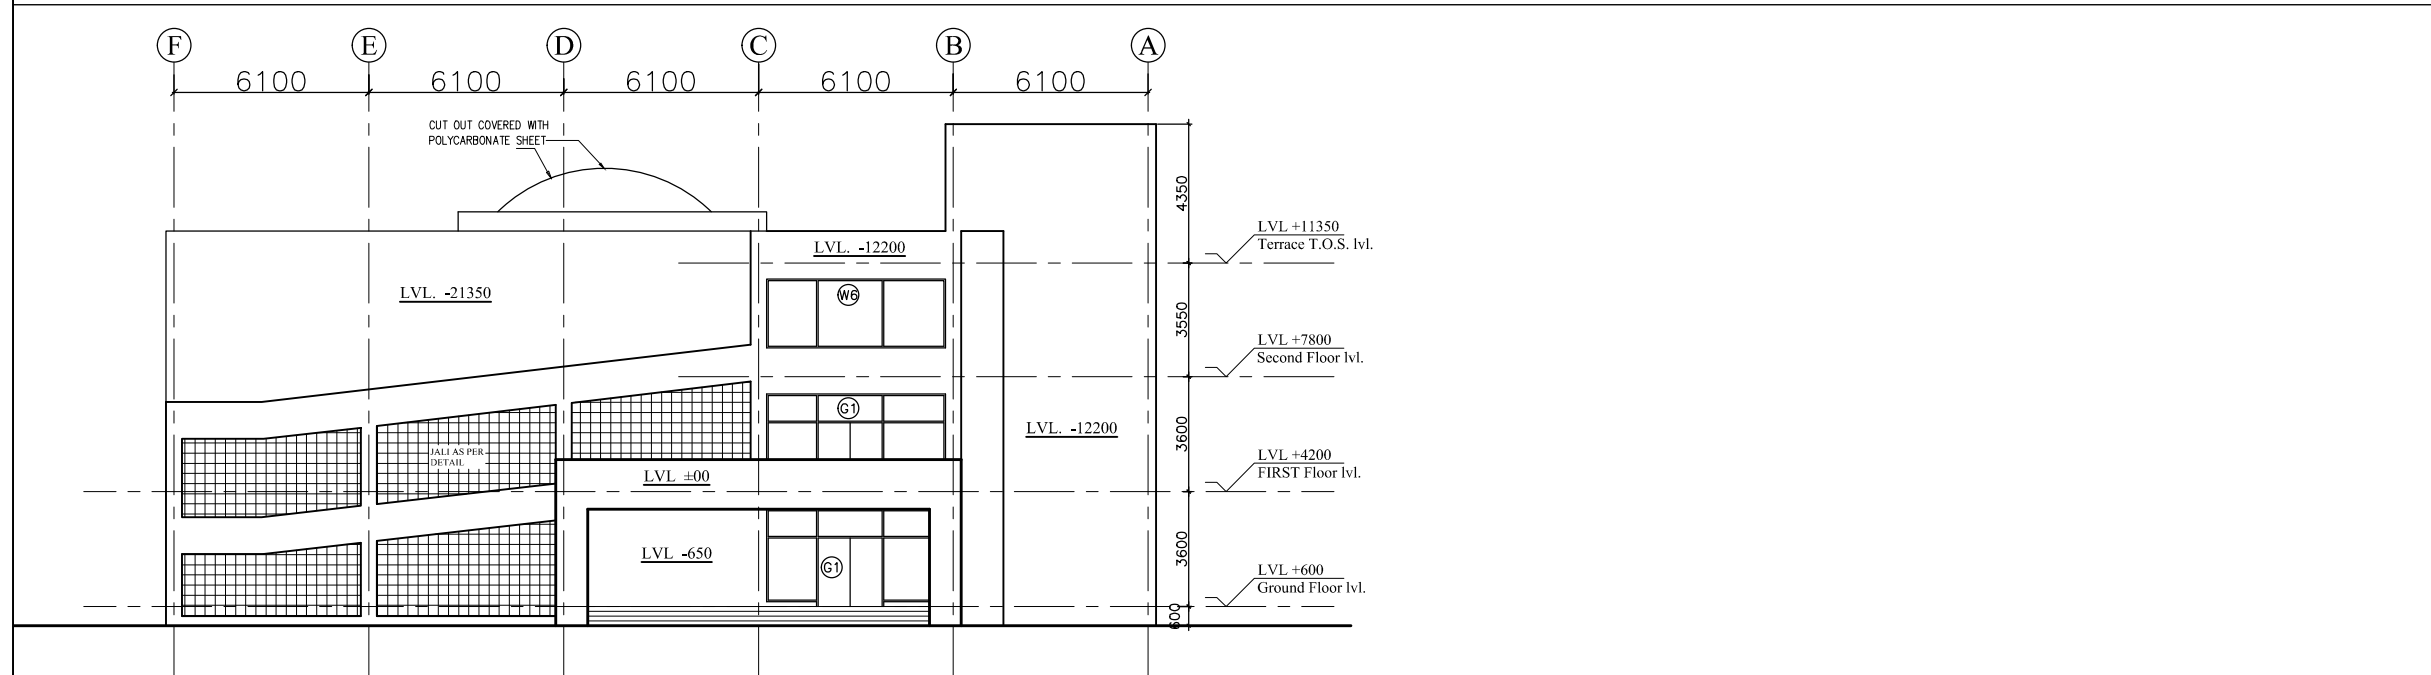 F E D C B A
6100 6100 6100 6100 6100
CUT OUT COVERED WITH
POLYCARBONATE SHEET
4350
LVL +11350
Terrace T.O.S. lvl.
LVL. -12200
LVL. -21350
W6
3550
LVL +7800
Second Floor lvl.
G1
LVL. -12200
3600
JALI AS PER
DETAIL
LVL +4200
FIRST Floor lvl.
LVL ±00
LVL -650
G1
3600
LVL +600
Ground Floor lvl.
600